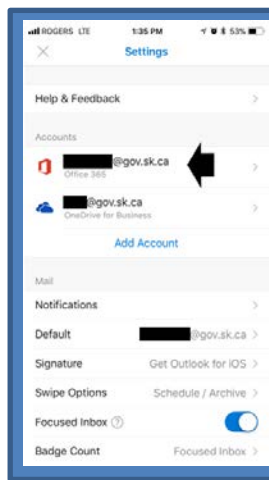 ROGERS LTE 1:35 PM 53%
Settings
Help & Feedback
Accounts
@gov.sk.ca
Office 365
@gov.sk.ca
OneDrive for Business
Add Account
Mail
Notifications
Default @gov.sk.ca
Signature Get Outlook for iOS
Swipe Options Schedule / Archive
Focused Inbox ?
Badge Count Focused Inbox